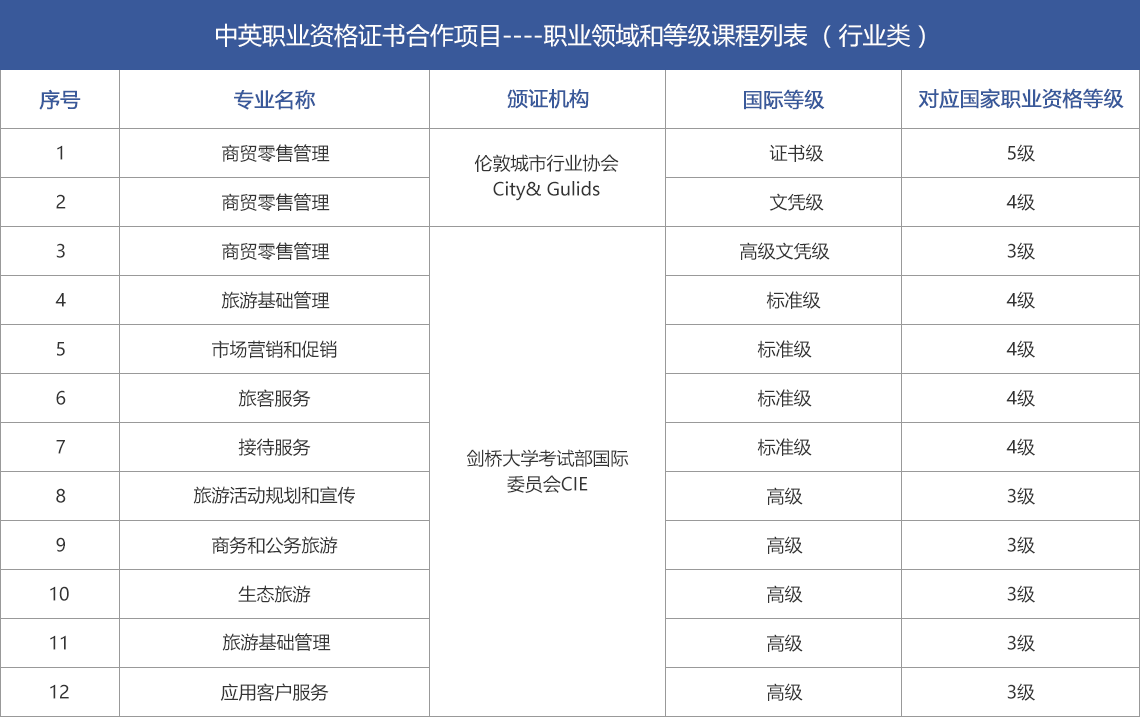 中英职业资格证书合作项目----职业领域和等级课程列表 （ 行业类 ）
序号 专业名称 颁证机构 国际等级 对应国家职业资格等级
1 商贸零售管理 伦敦城市行业协会 证书级 5级
City& Gulids
2 商贸零售管理 文凭级 4级
3 商贸零售管理 高级文凭级 3级
4 旅游基础管理 标准级 4级
5 市场营销和促销 标准级 4级
6 旅客服务 标准级 4级
7 接待服务 剑桥大学考试部国际 标准级 4级
委员会CIE
8 旅游活动规划和宣传 高级 3级
9 商务和公务旅游 高级 3级
10 生态旅游 高级 3级
11 旅游基础管理 高级 3级
12 应用客户服务 高级 3级